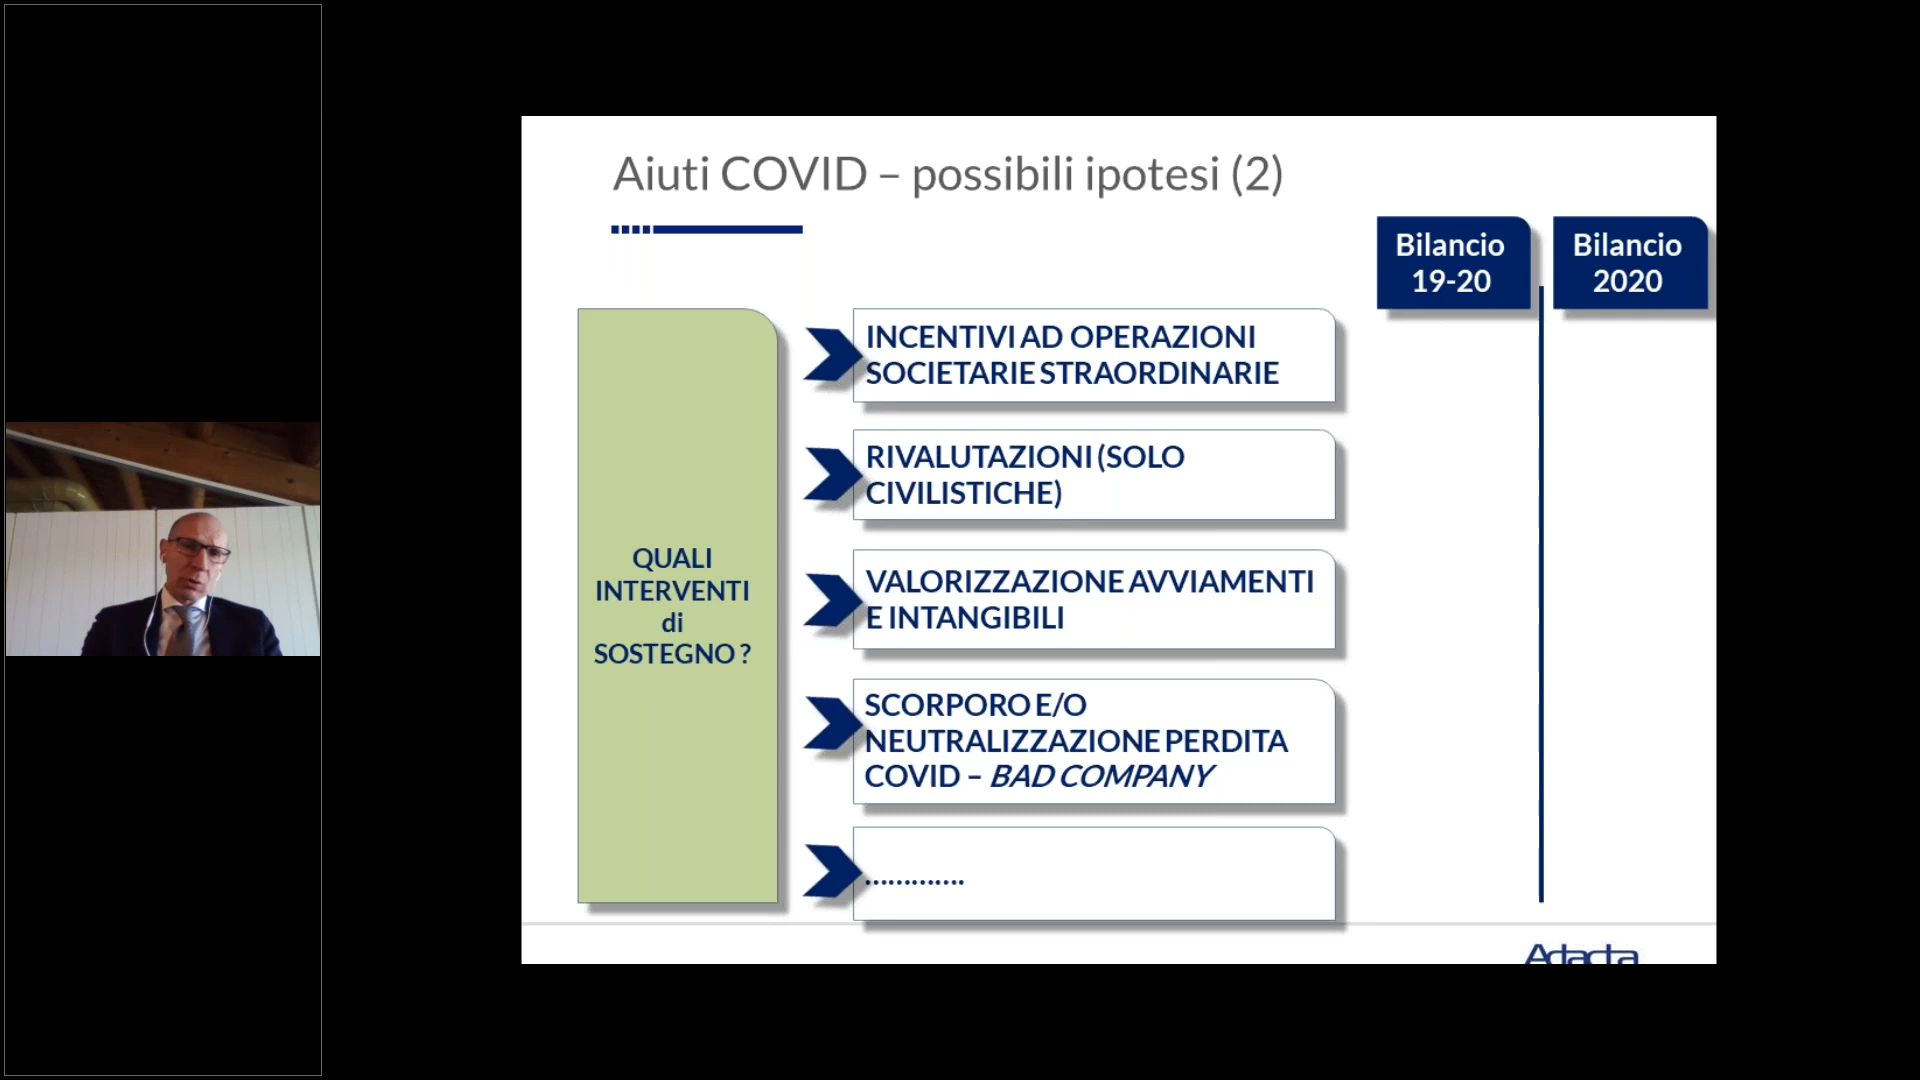 Aiuti COVID – possibili ipotesi (2)
Bilancio
19-20
Bilancio
2020
QUALI
INTERVENTI
di
SOSTEGNO ?
INCENTIVI AD OPERAZIONI
SOCIETARIE STRAORDINARIE
RIVALUTAZIONI (SOLO
CIVILISTICHE)
VALORIZZAZIONE AVVIAMENTI
E INTANGIBILI
SCORPORO E/O
NEUTRALIZZAZIONE PERDITA
COVID – BAD COMPANY
.............
Adacta